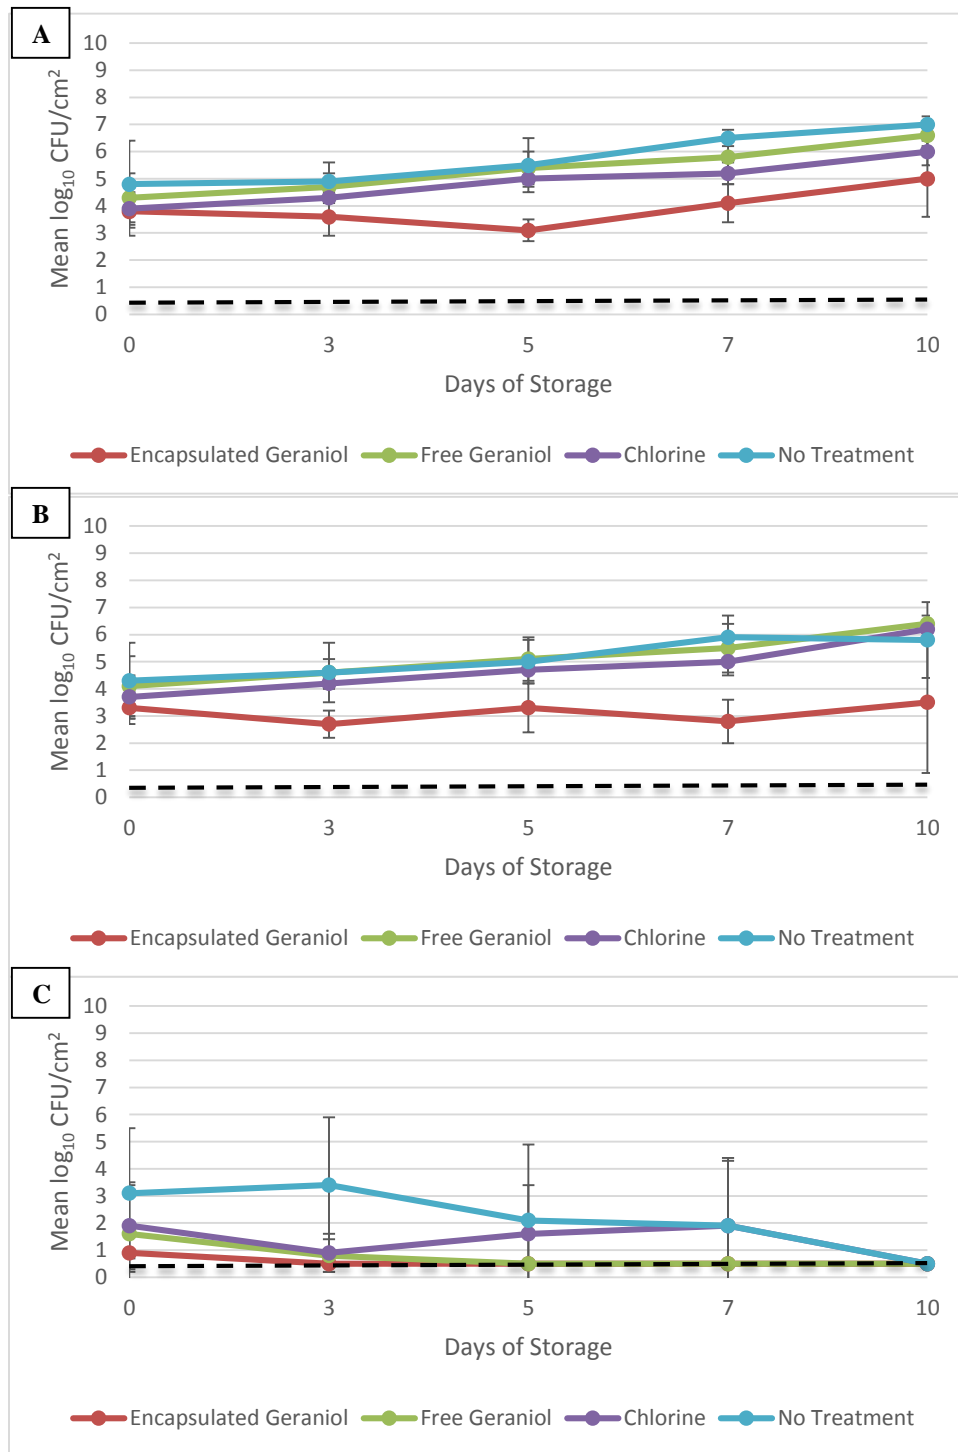 A
Mean log10 CFU/cm2
10
9
8
7
6
5
4
3
2
1
0
0 3 5 7 10
Days of Storage
Encapsulated Geraniol Free Geraniol Chlorine No Treatment
B
Mean log10 CFU/cm2
10
9
8
7
6
5
4
3
2
1
0
0 3 5 7 10
Days of Storage
Encapsulated Geraniol Free Geraniol Chlorine No Treatment
C
Mean log10 CFU/cm2
10
9
8
7
6
5
4
3
2
1
0
0 3 5 7 10
Days of Storage
Encapsulated Geraniol Free Geraniol Chlorine No Treatment